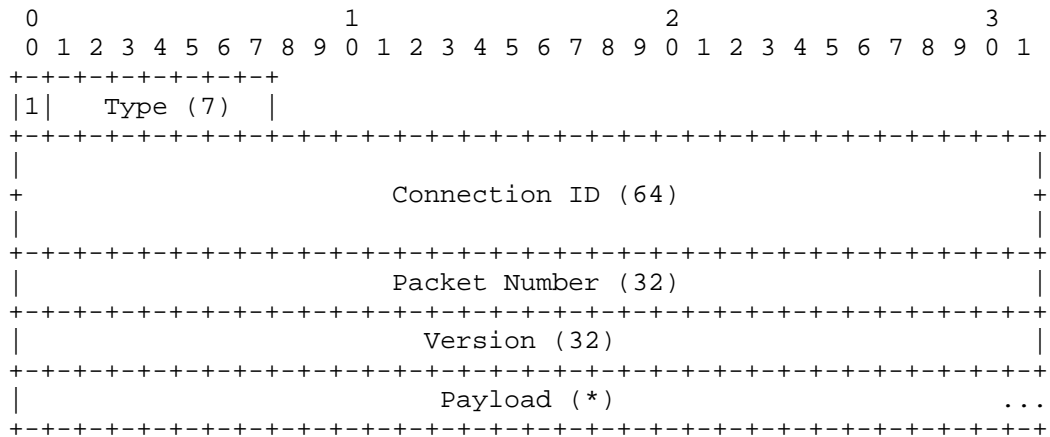 0                   1                   2                   3
 0 1 2 3 4 5 6 7 8 9 0 1 2 3 4 5 6 7 8 9 0 1 2 3 4 5 6 7 8 9 0 1
+-+-+-+-+-+-+-+-+
|1|   Type (7)  |
+-+-+-+-+-+-+-+-+-+-+-+-+-+-+-+-+-+-+-+-+-+-+-+-+-+-+-+-+-+-+-+-+
|                                                               |
+                       Connection ID (64)                      +
|                                                               |
+-+-+-+-+-+-+-+-+-+-+-+-+-+-+-+-+-+-+-+-+-+-+-+-+-+-+-+-+-+-+-+-+
|                       Packet Number (32)                      |
+-+-+-+-+-+-+-+-+-+-+-+-+-+-+-+-+-+-+-+-+-+-+-+-+-+-+-+-+-+-+-+-+
|                         Version (32)                          |
+-+-+-+-+-+-+-+-+-+-+-+-+-+-+-+-+-+-+-+-+-+-+-+-+-+-+-+-+-+-+-+-+
|                          Payload (*)                        ...
+-+-+-+-+-+-+-+-+-+-+-+-+-+-+-+-+-+-+-+-+-+-+-+-+-+-+-+-+-+-+-+-+